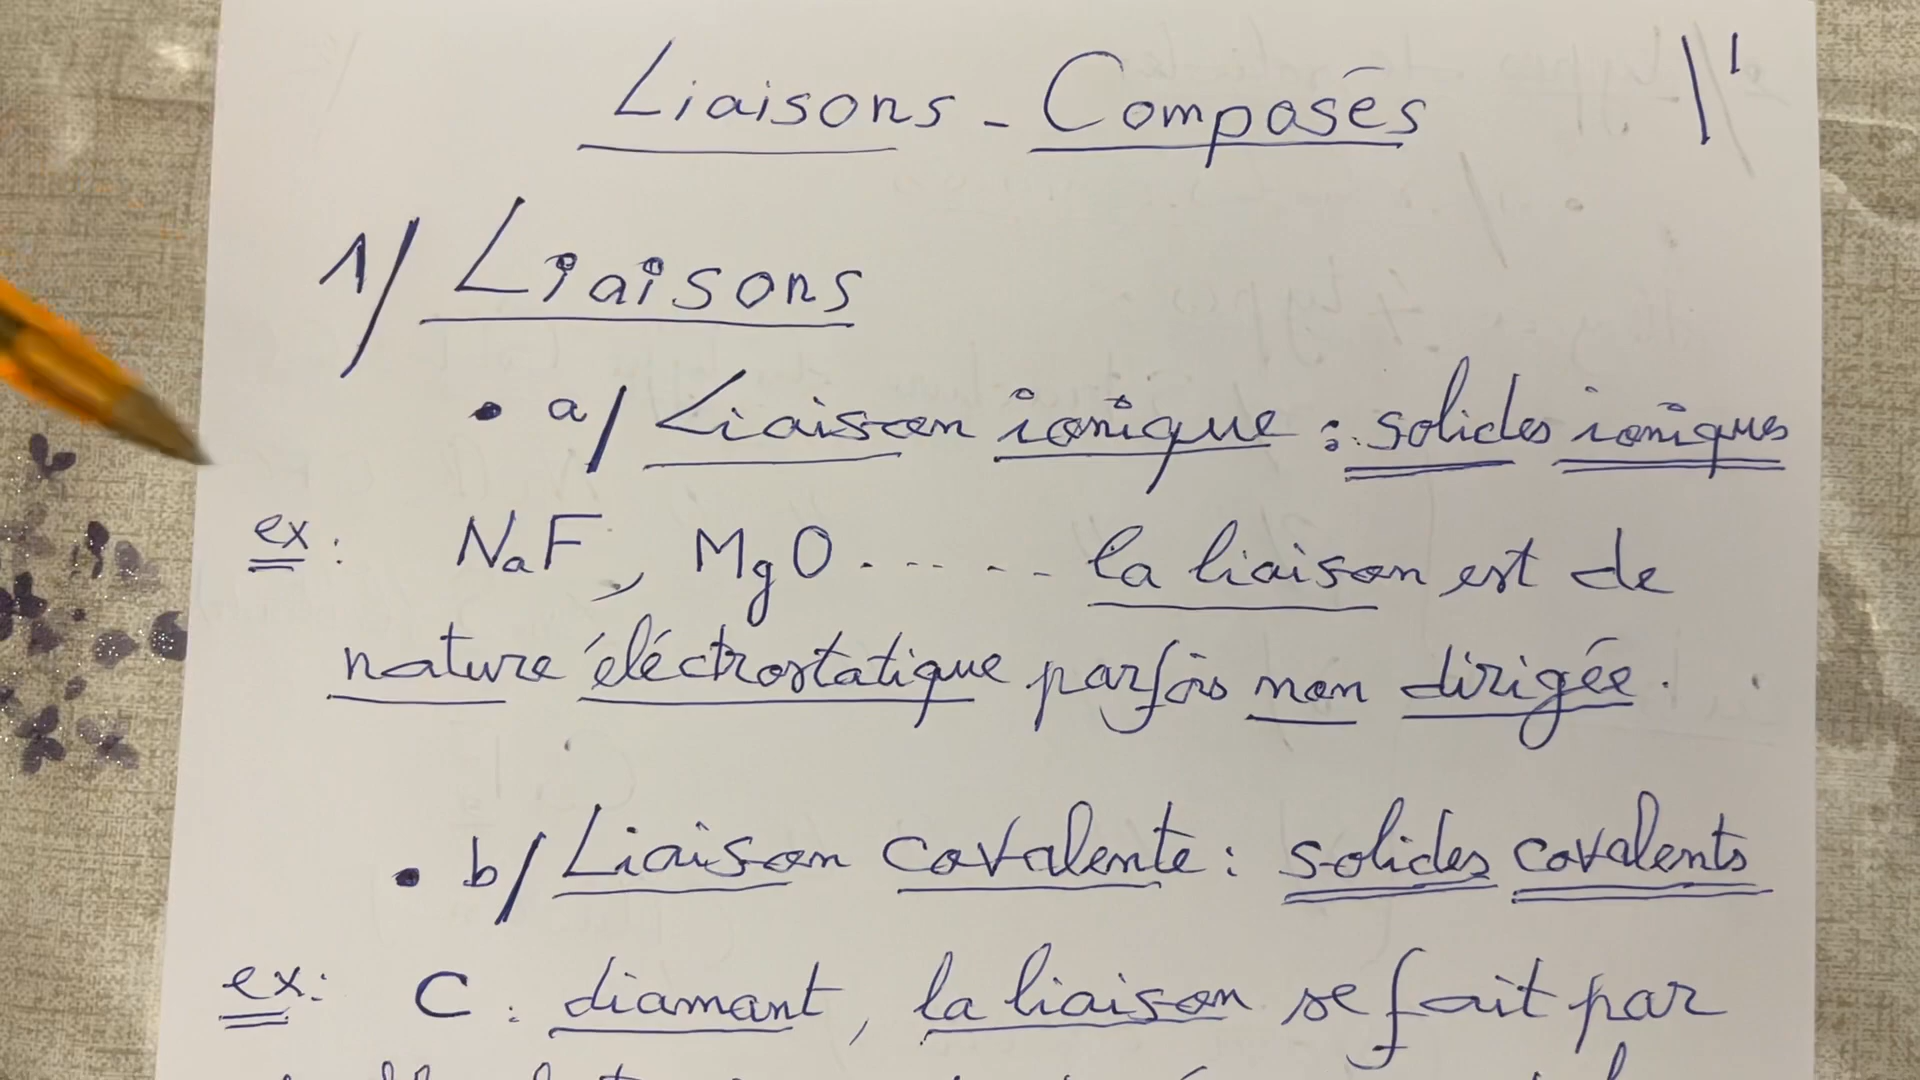 Liaisons - Composés
1
1/ Liaisons
• a/ Liaison ionique : solides ioniques
ex : NaF, MgO ...... la liaison est de
nature éléctrostatique parfois non dirigée.
• b/ Liaison covalente : solides covalents
ex : C : diamant, la liaison se fait par